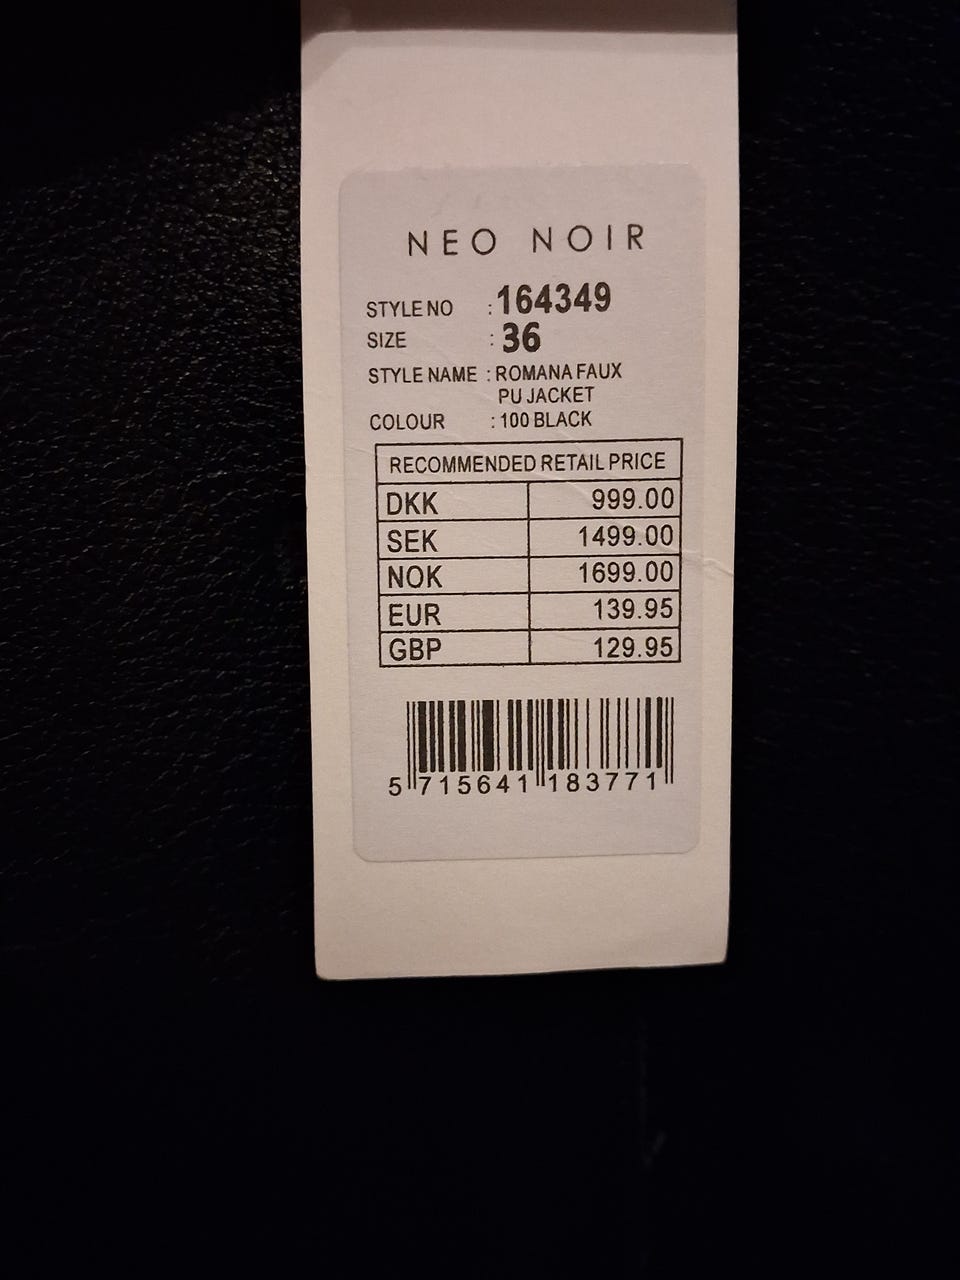 NEO NOIR
STYLE NO : 164349
SIZE : 36
STYLE NAME : ROMANA FAUX
PU JACKET
COLOUR : 100 BLACK
RECOMMENDED RETAIL PRICE
DKK 999.00
SEK 1499.00
NOK 1699.00
EUR 139.95
GBP 129.95
5 715641 183771